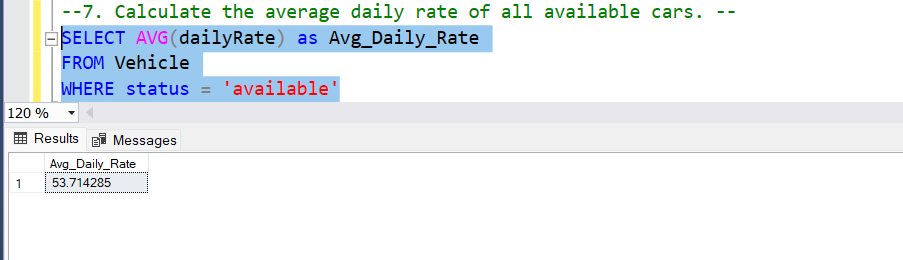 --7. Calculate the average daily rate of all available cars. --
SELECT AVG(dailyRate) as Avg_Daily_Rate
FROM Vehicle
WHERE status = 'available'
120 %
Results Messages
Avg_Daily_Rate
1 53.714285